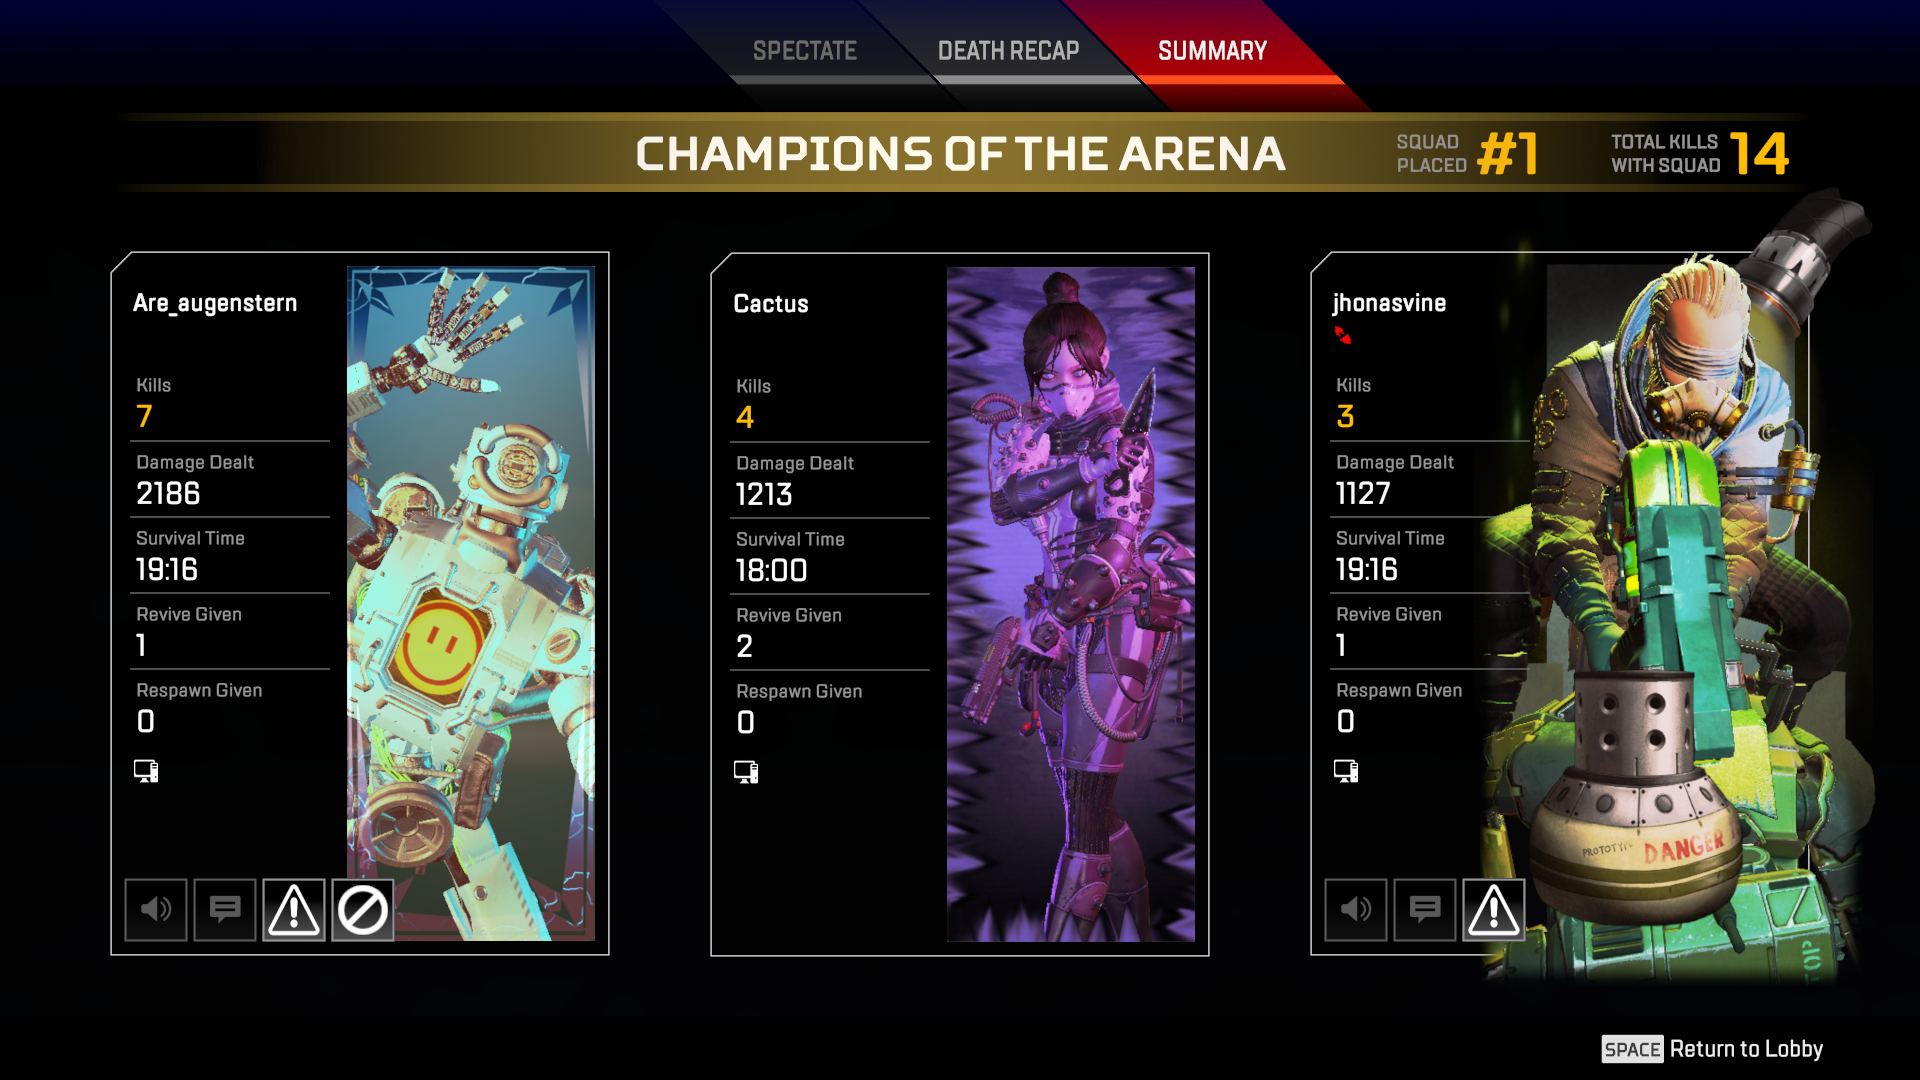 SPECTATE
DEATH RECAP
SUMMARY
CHAMPIONS OF THE ARENA
SQUAD
PLACED
#1
TOTAL KILLS
WITH SQUAD
14
Are_augenstern
Kills
7
Damage Dealt
2186
Survival Time
19:16
Revive Given
1
Respawn Given
0
Cactus
Kills
4
Damage Dealt
1213
Survival Time
18:00
Revive Given
2
Respawn Given
0
jhonasvine
Kills
3
Damage Dealt
1127
Survival Time
19:16
Revive Given
1
Respawn Given
0
DANGER
SPACE Return to Lobby